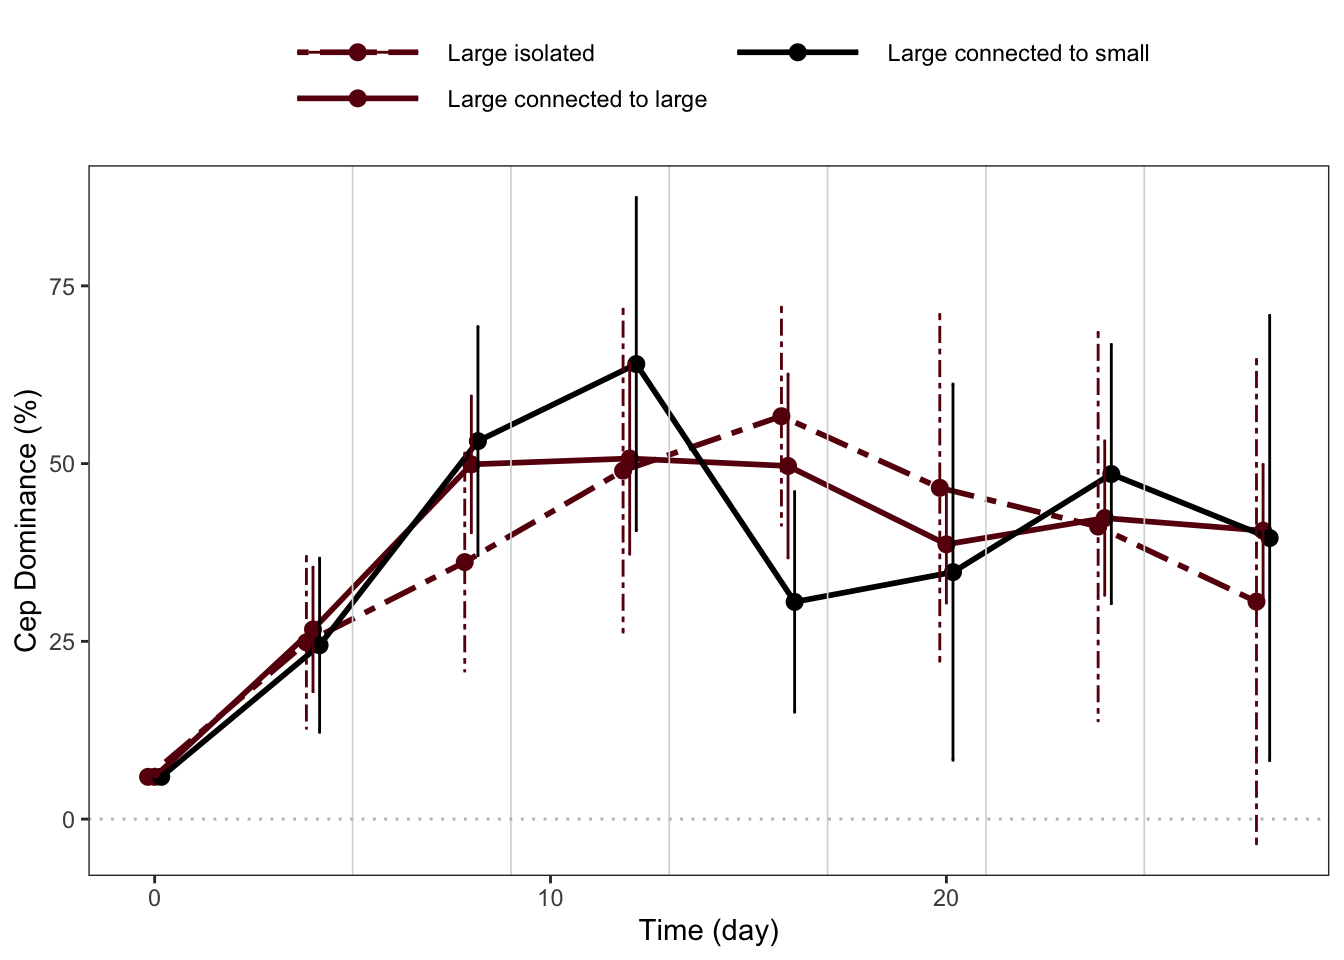 Large isolated
Large connected to small
Large connected to large
Cep Dominance (%)
75
50
25
0
0
10
20
Time (day)